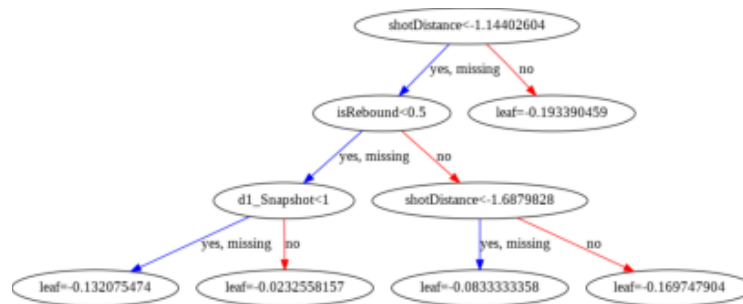 shotDistance<-1.14402604
yes, missing
no
isRebound<0.5
leaf=-0.193390459
yes, missing
no
d1_Snapshot<1
shotDistance<-1.6879828
yes, missing
no
yes, missing
no
leaf=-0.132075474
leaf=-0.0232558157
leaf=-0.0833333358
leaf=-0.169747904